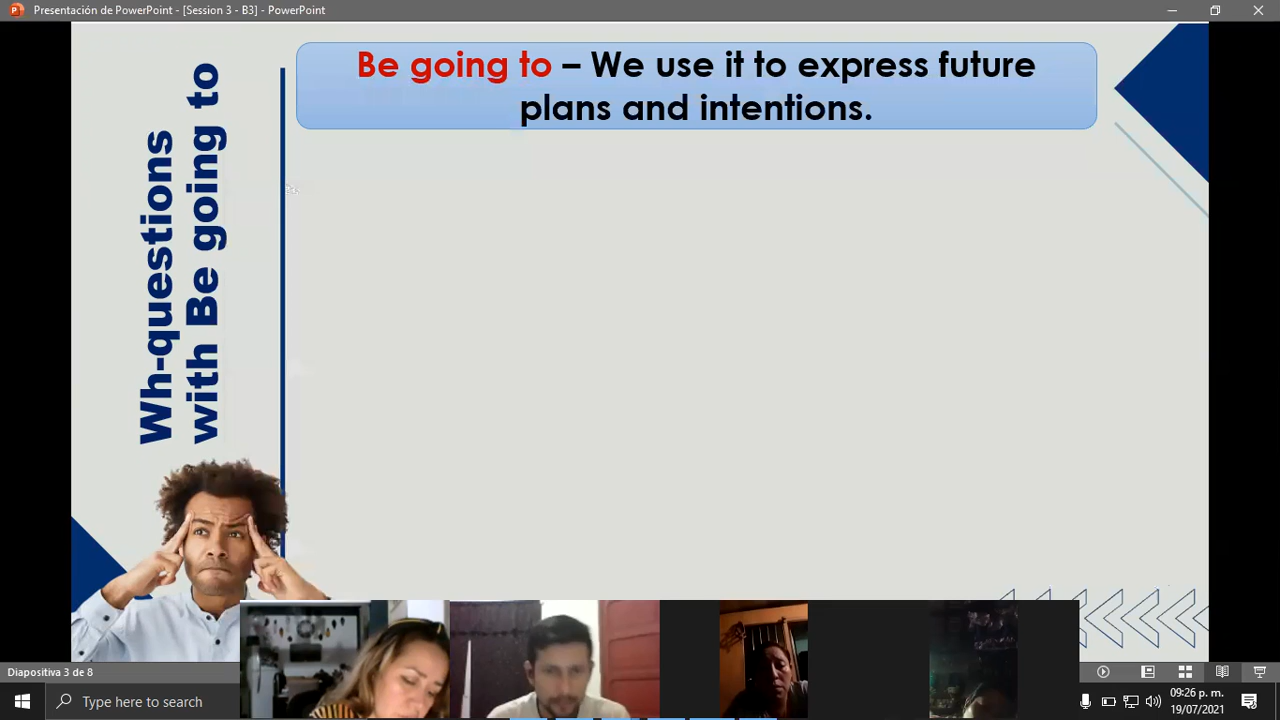 Presentación de PowerPoint - [Session 3 - B3] - PowerPoint
Be going to – We use it to express future
plans and intentions.
Wh-questions
with Be going to
Diapositiva 3 de 8
Type here to search
09:26 p. m.
19/07/2021